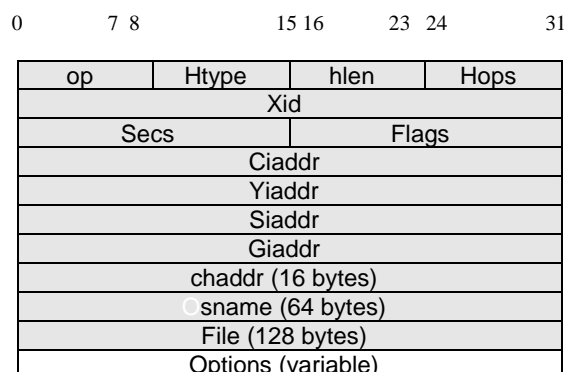 0 7 8 15 16 23 24 31
op Htype hlen Hops
Xid
Secs Flags
Ciaddr
Yiaddr
Siaddr
Giaddr
chaddr (16 bytes)
Osname (64 bytes)
File (128 bytes)
Options (variable)